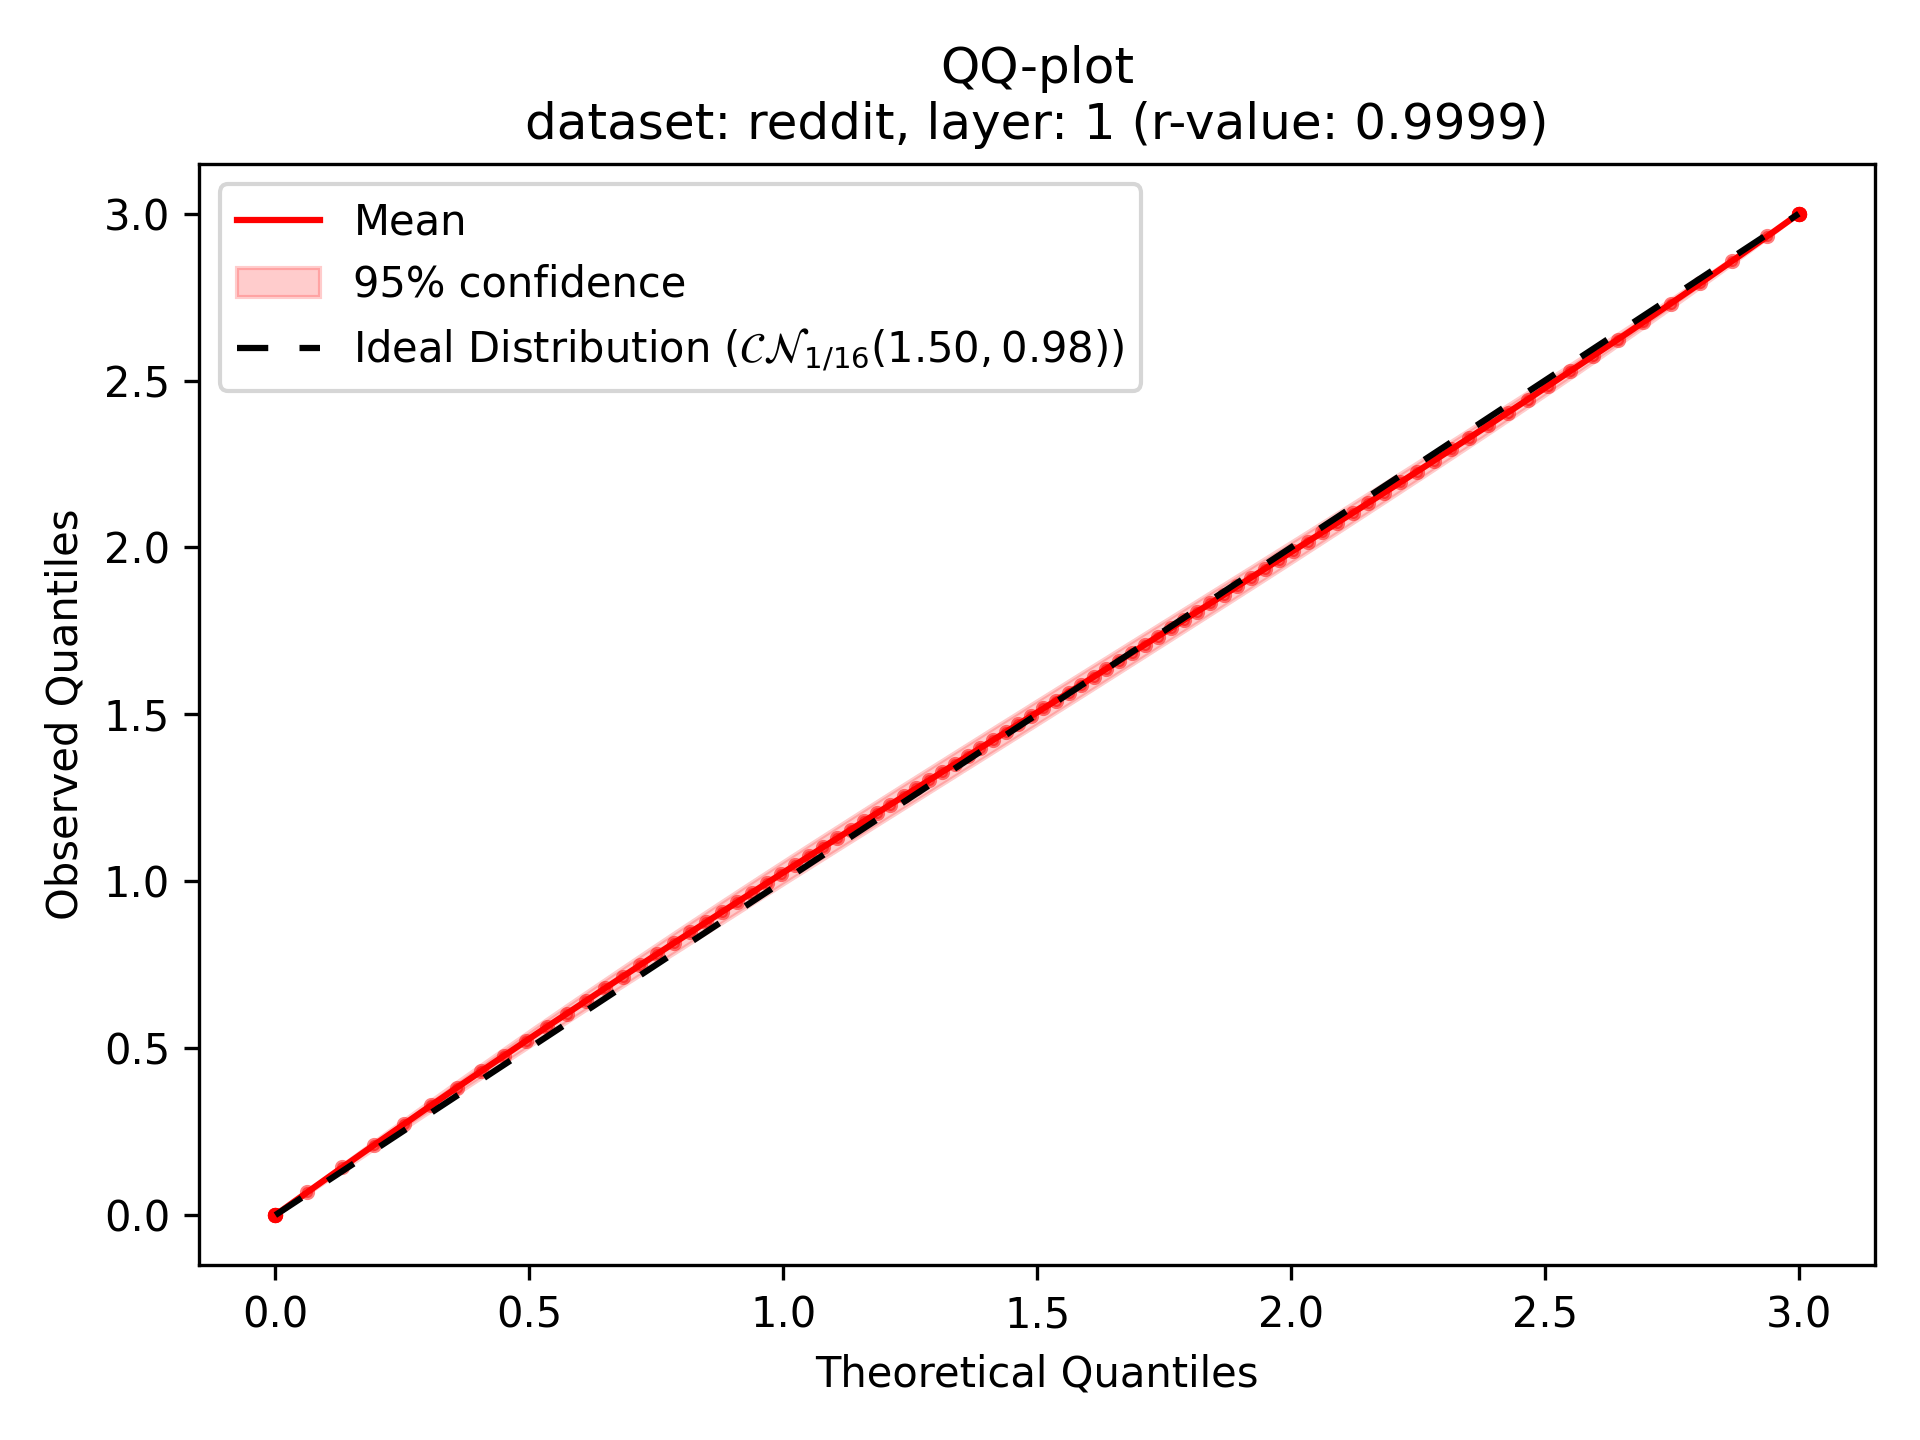 QQ-plot
dataset: reddit, layer: 1 (r-value: 0.9999)
Mean
95% confidence
Ideal Distribution (𝒞𝒩1/16(1.50, 0.98))
3.0
2.5
2.0
1.5
1.0
0.5
0.0
Observed Quantiles
0.0 0.5 1.0 1.5 2.0 2.5 3.0
Theoretical Quantiles